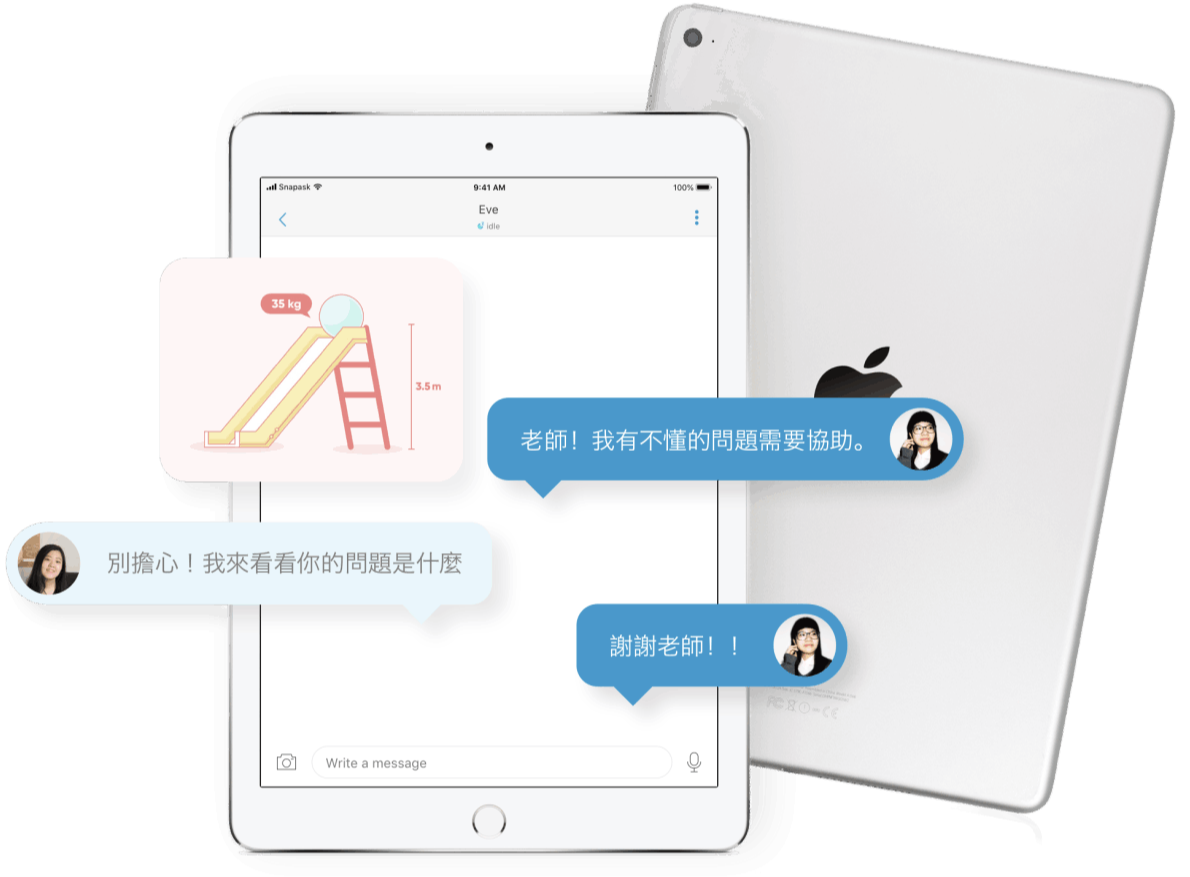 Snapask
9:41 AM
100%
Eve
idle
35 kg
3.5 m
老師！我有不懂的問題需要協助。
別擔心！我來看看你的問題是什麼
謝謝老師！！
Write a message